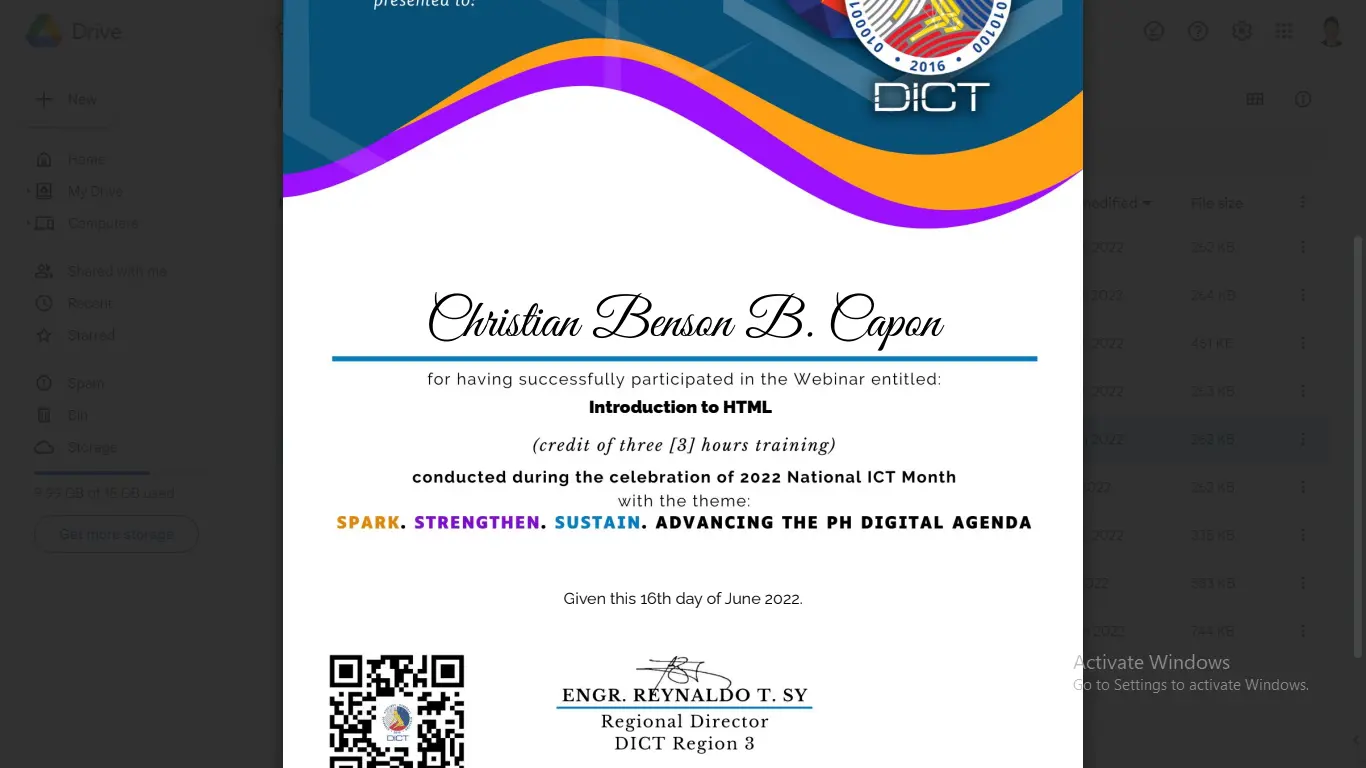 presented to:
010001
010100
• 2016 •
DICT
Drive
New
Home
My Drive
Computers
Shared with me
Recent
Starred
Spam
Bin
Storage
9.93 GB of 15 GB used
Get more storage
modified
File size
2022
262 KB
2022
264 KB
2022
461 KB
2022
263 KB
2022
262 KB
2022
263 KB
2022
335 KB
2022
583 KB
2022
744 KB
Christian Benson B. Capon
for having successfully participated in the Webinar entitled:
Introduction to HTML
(credit of three [3] hours training)
conducted during the celebration of 2022 National ICT Month
with the theme:
SPARK. STRENGTHEN. SUSTAIN. ADVANCING THE PH DIGITAL AGENDA
Given this 16th day of June 2022.
DICT
ENGR. REYNALDO T. SY
Regional Director
DICT Region 3
Activate Windows
Go to Settings to activate Windows.